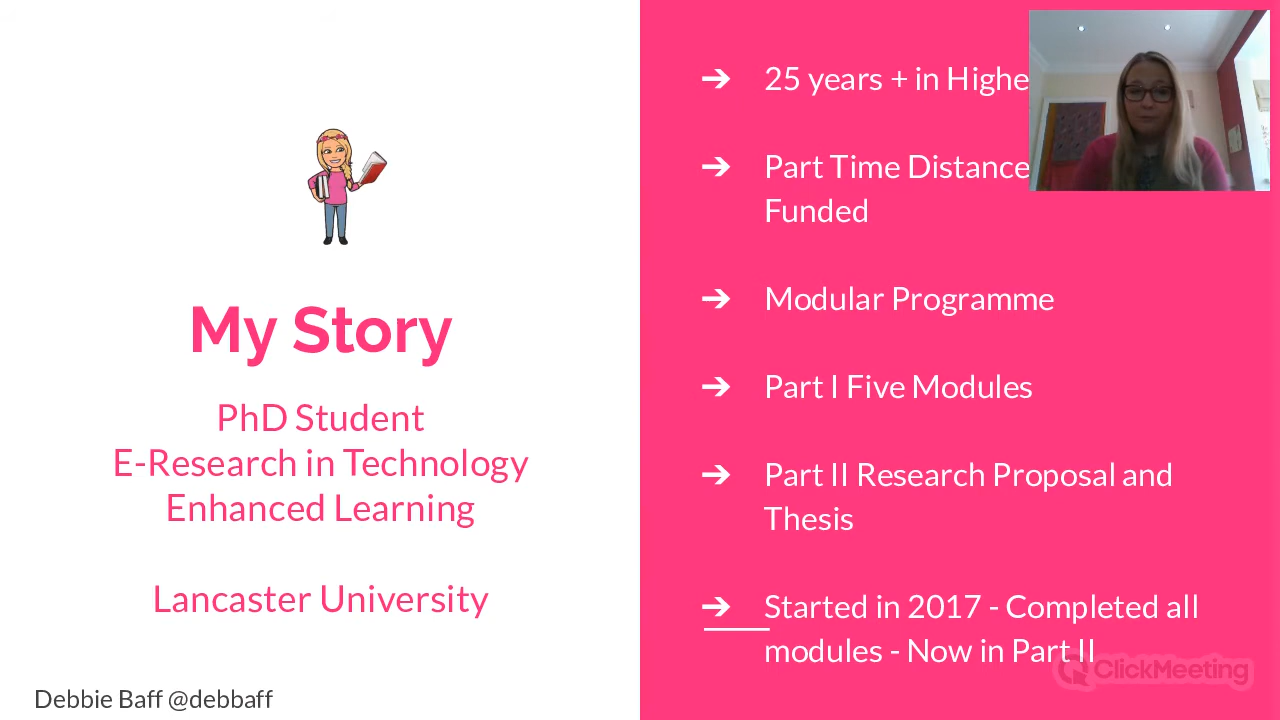 My Story
PhD Student
E-Research in Technology
Enhanced Learning
Lancaster University
Debbie Baff @debbaff
➔ 25 years + in Highe
➔ Part Time Distance
Funded
➔ Modular Programme
➔ Part I Five Modules
➔ Part II Research Proposal and
Thesis
➔ Started in 2017 - Completed all
modules - Now in Part II
ClickMeeting